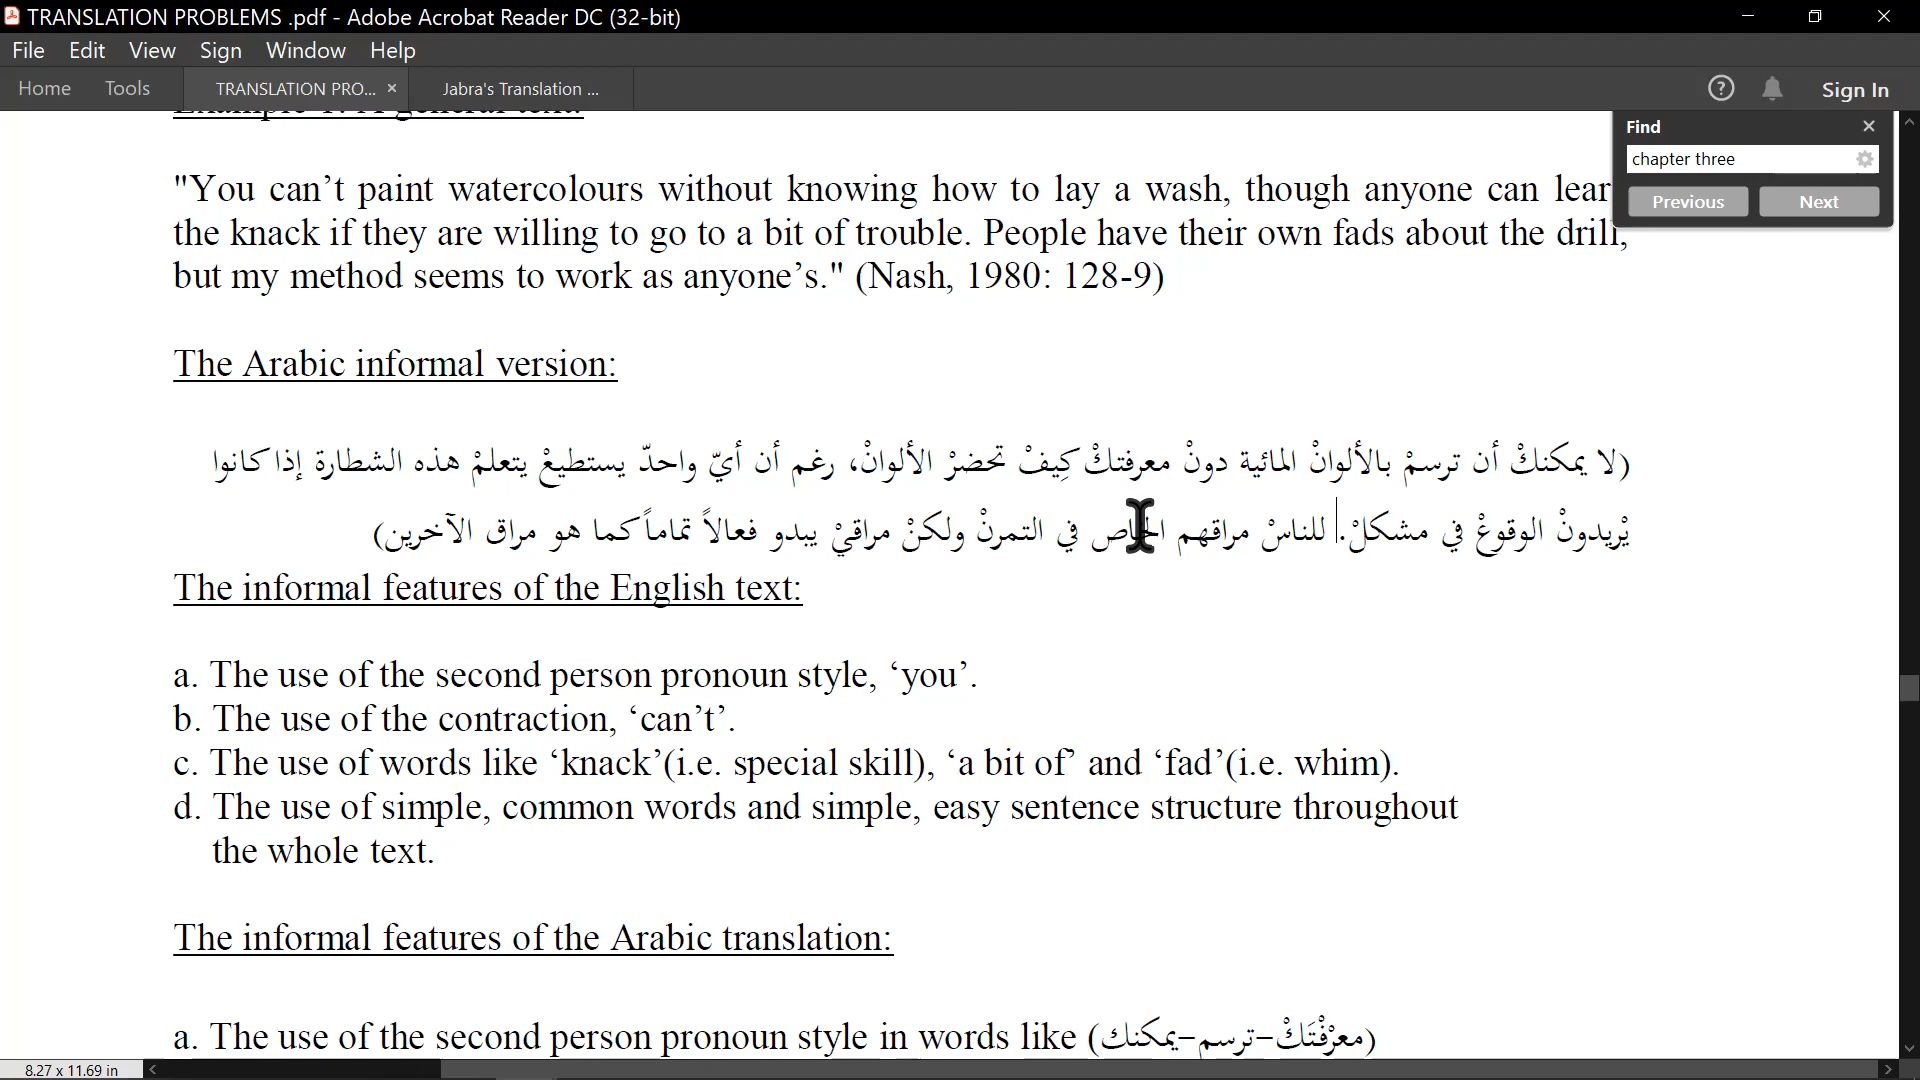 TRANSLATION PROBLEMS .pdf - Adobe Acrobat Reader DC (32-bit)
File Edit View Sign Window Help
Home Tools TRANSLATION PRO... × Jabra's Translation ... Sign In
Find
chapter three
Previous Next
Example 1: A general text:
"You can’t paint watercolours without knowing how to lay a wash, though anyone can lear
the knack if they are willing to go to a bit of trouble. People have their own fads about the drill,
but my method seems to work as anyone’s." (Nash, 1980: 128-9)
The Arabic informal version:
(لا يمكنكْ أن ترسمْ بالألوانْ المائية دونْ معرفتكْ كِيفْ تحضرْ الألوانْ، رغم أن أيّ واحدّ يستطيعْ يتعلمْ هذه الشطارة إذا كانوا
يْريدونْ الوقوعْ في مشكلْ. للناسْ مراقهم الخاص في التمرنْ ولكنْ مراقيْ يبدو فعالاً تماماً كما هو مراق الآخرين)
The informal features of the English text:
a. The use of the second person pronoun style, ‘you’.
b. The use of the contraction, ‘can’t’.
c. The use of words like ‘knack’(i.e. special skill), ‘a bit of’ and ‘fad’(i.e. whim).
d. The use of simple, common words and simple, easy sentence structure throughout
the whole text.
The informal features of the Arabic translation:
a. The use of the second person pronoun style in words like (معرْفْتَكْ-ترسم-يمكنك)
8.27 x 11.69 in